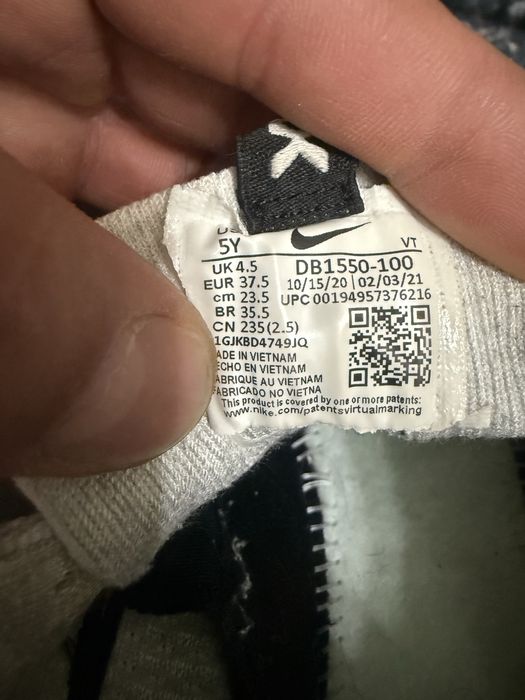 5Y VT
UK 4.5 DB1550-100
EUR 37.5 10/15/20 02/03/21
cm 23.5 UPC 00194957376216
BR 35.5
CN 235(2.5)
1GJKBD4749JQ
ADE IN VIETNAM
ECHO EN VIETNAM
ABRIQUE AU VIETNAM
FABRICADO NO VIETNA
This product is covered by one or more patents:
www.nike.com/patentsvirtualmarking